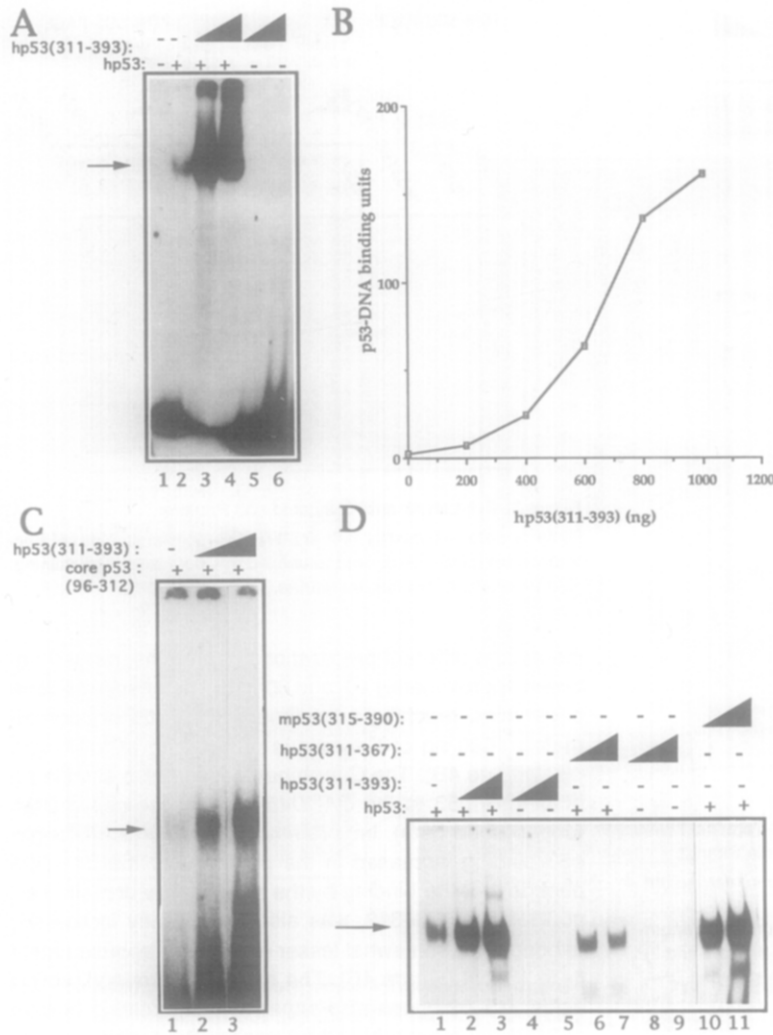 A
hp53(311-393): - --
hp53: - + + + - -
1 2 3 4 5 6
B
200
100
0
p53-DNA binding units
0 200 400 600 800 1000 1200
hp53(311-393) (ng)
C
hp53(311-393) : -
core p53 : + + +
(96-312)
1 2 3
D
mp53(315-390): - - - - - - - - -
hp53(311-367): - - - - - - -
hp53(311-393): - - - - - - -
hp53: + + + - - + + - - + +
1 2 3 4 5 6 7 8 9 10 11